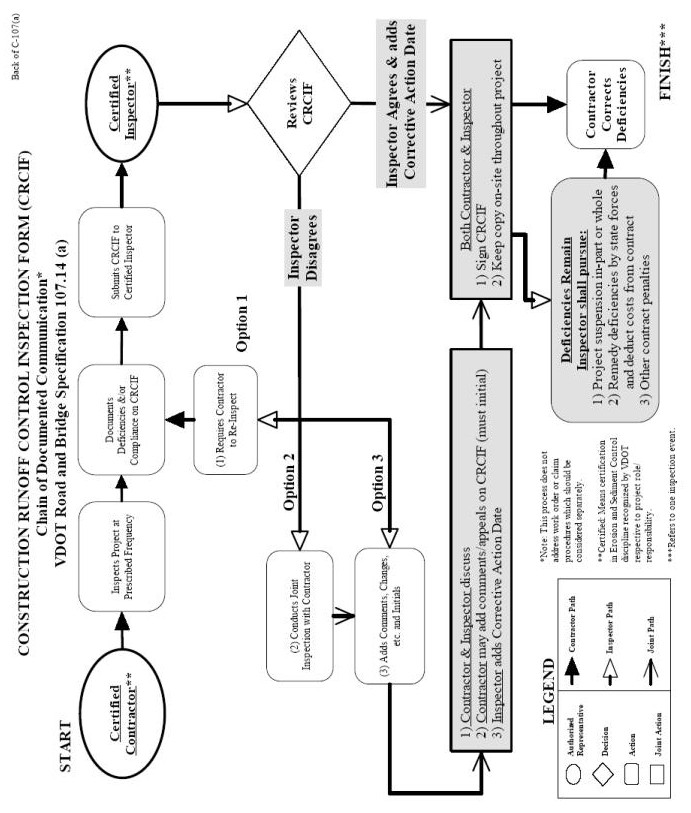 Back of C-107(a)
CONSTRUCTION RUNOFF CONTROL INSPECTION FORM (CRCIF)
Chain of Documented Communication*
VDOT Road and Bridge Specification 107.14 (a)
START
Certified
Contractor**
Inspects Project at
Prescribed Frequency
Documents
Deficiencies &/or
Compliance on CRCIF
Submits CRCIF to
Certified Inspector
Certified
Inspector**
Reviews
CRCIF
Inspector
Disagrees
Option 1
(1) Requires Contractor
to Re-Inspect
Option 2
(2) Conducts Joint
Inspection with Contractor
Option 3
(3) Adds Comments, Changes,
etc. and Initials
Inspector Agrees & adds
Corrective Action Date
1) Contractor & Inspector discuss
2) Contractor may add comments/appeals on CRCIF (must initial)
3) Inspector adds Corrective Action Date
Both Contractor & Inspector
1) Sign CRCIF
2) Keep copy on-site throughout project
Deficiencies Remain
Inspector shall pursue:
1) Project suspension in-part or whole
2) Remedy deficiencies by state forces
and deduct costs from contract
3) Other contract penalties
Contractor
Corrects
Deficiencies
FINISH***
LEGEND
Authorized
Representative
Decision
Action
Joint Action
Contractor Path
Inspector Path
Joint Path
*Note: This process does not
address work order or claim
procedures which should be
considered separately.
**Certified: Means certification
in Erosion and Sediment Control
discipline recognized by VDOT
respective to project role/
responsibility.
***Refers to one inspection event.